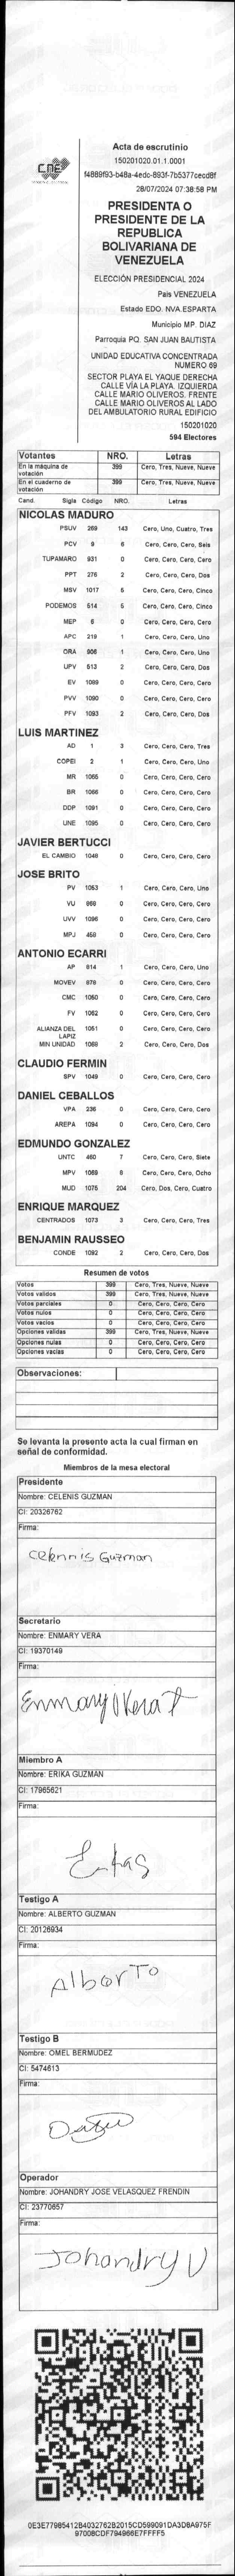 CNE
Acta de escrutinio
150201020.01.1.0001
f4889f93-b48a-4edc-893f-7b5377cecd8f
28/07/2024 07:38:58 PM
PRESIDENTA O
PRESIDENTE DE LA
REPUBLICA
BOLIVARIANA DE
VENEZUELA
ELECCIÓN PRESIDENCIAL 2024
País VENEZUELA
Estado EDO. NVA.ESPARTA
Municipio MP. DIAZ
Parroquia PQ. SAN JUAN BAUTISTA
UNIDAD EDUCATIVA CONCENTRADA
NUMERO 69
SECTOR PLAYA EL YAQUE DERECHA
CALLE VÍA LA PLAYA. IZQUIERDA
CALLE MARIO OLIVEROS. FRENTE
CALLE MARIO OLIVEROS AL LADO
DEL AMBULATORIO RURAL EDIFICIO
150201020
594 Electores
Votantes NRO. Letras
En la máquina de votación 399 Cero, Tres, Nueve, Nueve
En el cuaderno de votación 399 Cero, Tres, Nueve, Nueve
Cand. Sigla Código NRO. Letras
NICOLAS MADURO
PSUV 269 143 Cero, Uno, Cuatro, Tres
PCV 9 6 Cero, Cero, Cero, Seis
TUPAMARO 931 0 Cero, Cero, Cero, Cero
PPT 276 2 Cero, Cero, Cero, Dos
MSV 1017 5 Cero, Cero, Cero, Cinco
PODEMOS 514 5 Cero, Cero, Cero, Cinco
MEP 6 0 Cero, Cero, Cero, Cero
APC 219 1 Cero, Cero, Cero, Uno
ORA 906 1 Cero, Cero, Cero, Uno
UPV 513 2 Cero, Cero, Cero, Dos
EV 1089 0 Cero, Cero, Cero, Cero
PVV 1090 0 Cero, Cero, Cero, Cero
PFV 1093 2 Cero, Cero, Cero, Dos
LUIS MARTINEZ
AD 1 3 Cero, Cero, Cero, Tres
COPEI 2 1 Cero, Cero, Cero, Uno
MR 1065 0 Cero, Cero, Cero, Cero
BR 1066 0 Cero, Cero, Cero, Cero
DDP 1091 0 Cero, Cero, Cero, Cero
UNE 1095 0 Cero, Cero, Cero, Cero
JAVIER BERTUCCI
EL CAMBIO 1046 0 Cero, Cero, Cero, Cero
JOSE BRITO
PV 1053 1 Cero, Cero, Cero, Uno
VU 868 0 Cero, Cero, Cero, Cero
UVV 1096 0 Cero, Cero, Cero, Cero
MPJ 458 0 Cero, Cero, Cero, Cero
ANTONIO ECARRI
AP 814 1 Cero, Cero, Cero, Uno
MOVEV 878 0 Cero, Cero, Cero, Cero
CMC 1050 0 Cero, Cero, Cero, Cero
FV 1062 0 Cero, Cero, Cero, Cero
ALIANZA DEL LAPIZ 1051 0 Cero, Cero, Cero, Cero
MIN UNIDAD 1068 2 Cero, Cero, Cero, Dos
CLAUDIO FERMIN
SPV 1049 0 Cero, Cero, Cero, Cero
DANIEL CEBALLOS
VPA 236 0 Cero, Cero, Cero, Cero
AREPA 1094 0 Cero, Cero, Cero, Cero
EDMUNDO GONZALEZ
UNTC 460 7 Cero, Cero, Cero, Siete
MPV 1069 8 Cero, Cero, Cero, Ocho
MUD 1075 204 Cero, Dos, Cero, Cuatro
ENRIQUE MARQUEZ
CENTRADOS 1073 3 Cero, Cero, Cero, Tres
BENJAMIN RAUSSEO
CONDE 1092 2 Cero, Cero, Cero, Dos
Resumen de votos
Votos 399 Cero, Tres, Nueve, Nueve
Votos validos 399 Cero, Tres, Nueve, Nueve
Votos parciales 0 Cero, Cero, Cero, Cero
Votos nulos 0 Cero, Cero, Cero, Cero
Votos vacios 0 Cero, Cero, Cero, Cero
Opciones validas 399 Cero, Tres, Nueve, Nueve
Opciones nulas 0 Cero, Cero, Cero, Cero
Opciones vacias 0 Cero, Cero, Cero, Cero
Observaciones:
Se levanta la presente acta la cual firman en
señal de conformidad.
Miembros de la mesa electoral
Presidente
Nombre: CELENIS GUZMAN
CI: 20326762
Firma:
Celennis Guzman
Secretario
Nombre: ENMARY VERA
CI: 19370149
Firma:
Enmary Vera
Miembro A
Nombre: ERIKA GUZMAN
CI: 17965621
Firma:
Testigo A
Nombre: ALBERTO GUZMAN
CI: 20126934
Firma:
AlberTo
Testigo B
Nombre: OMEL BERMUDEZ
CI: 5474613
Firma:
Operador
Nombre: JOHANDRY JOSE VELASQUEZ FRENDIN
CI: 23770657
Firma:
Johandry V
0E3E77985412B4032762B2015CD599091DA3D8A975F
97008CDF794966E7FFFF5